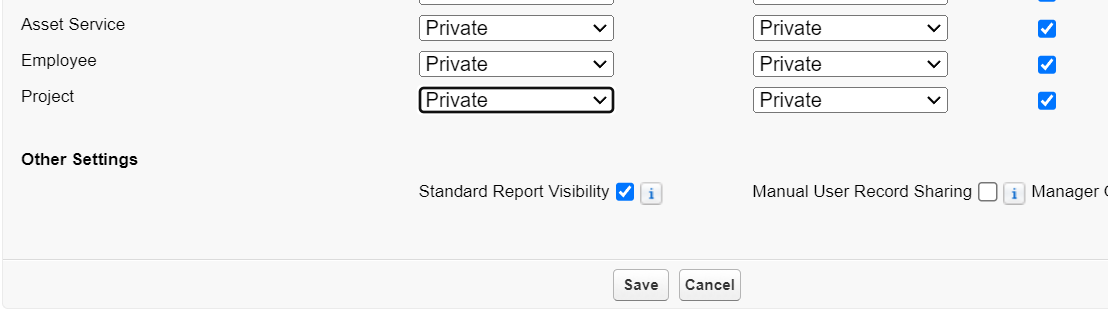 Asset Service Private Private
Employee Private Private
Project Private Private
Other Settings
Standard Report Visibility i Manual User Record Sharing i Manager
Save Cancel